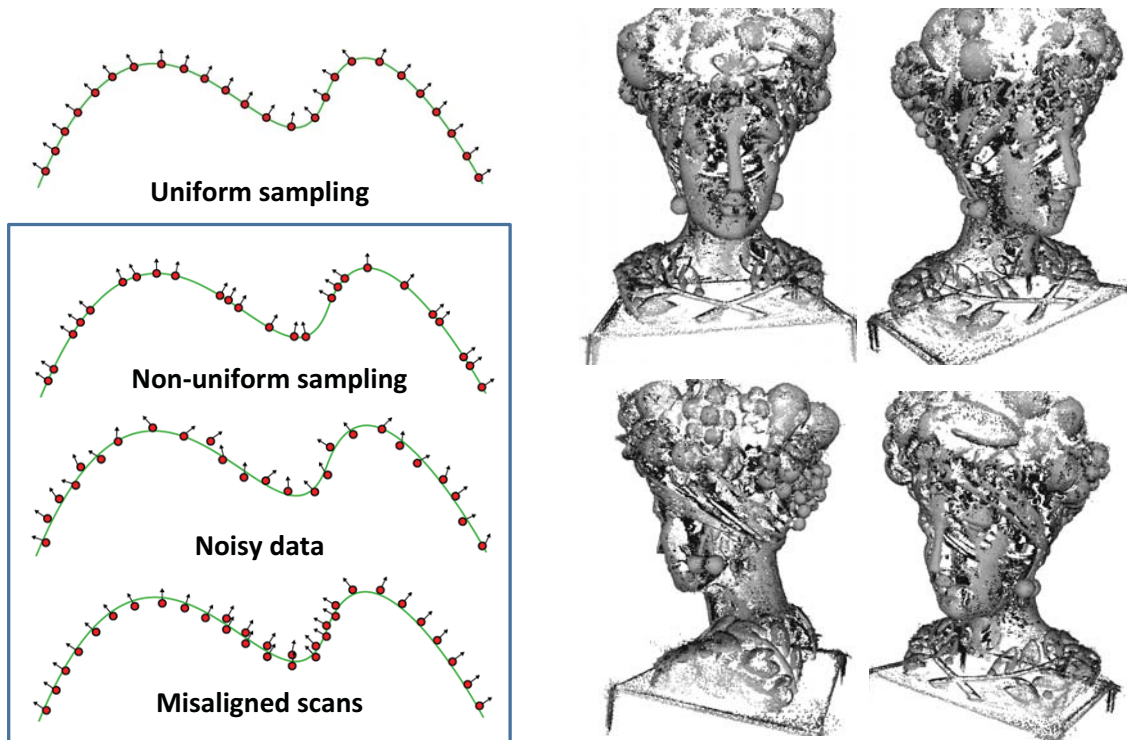 Uniform sampling
Non-uniform sampling
Noisy data
Misaligned scans